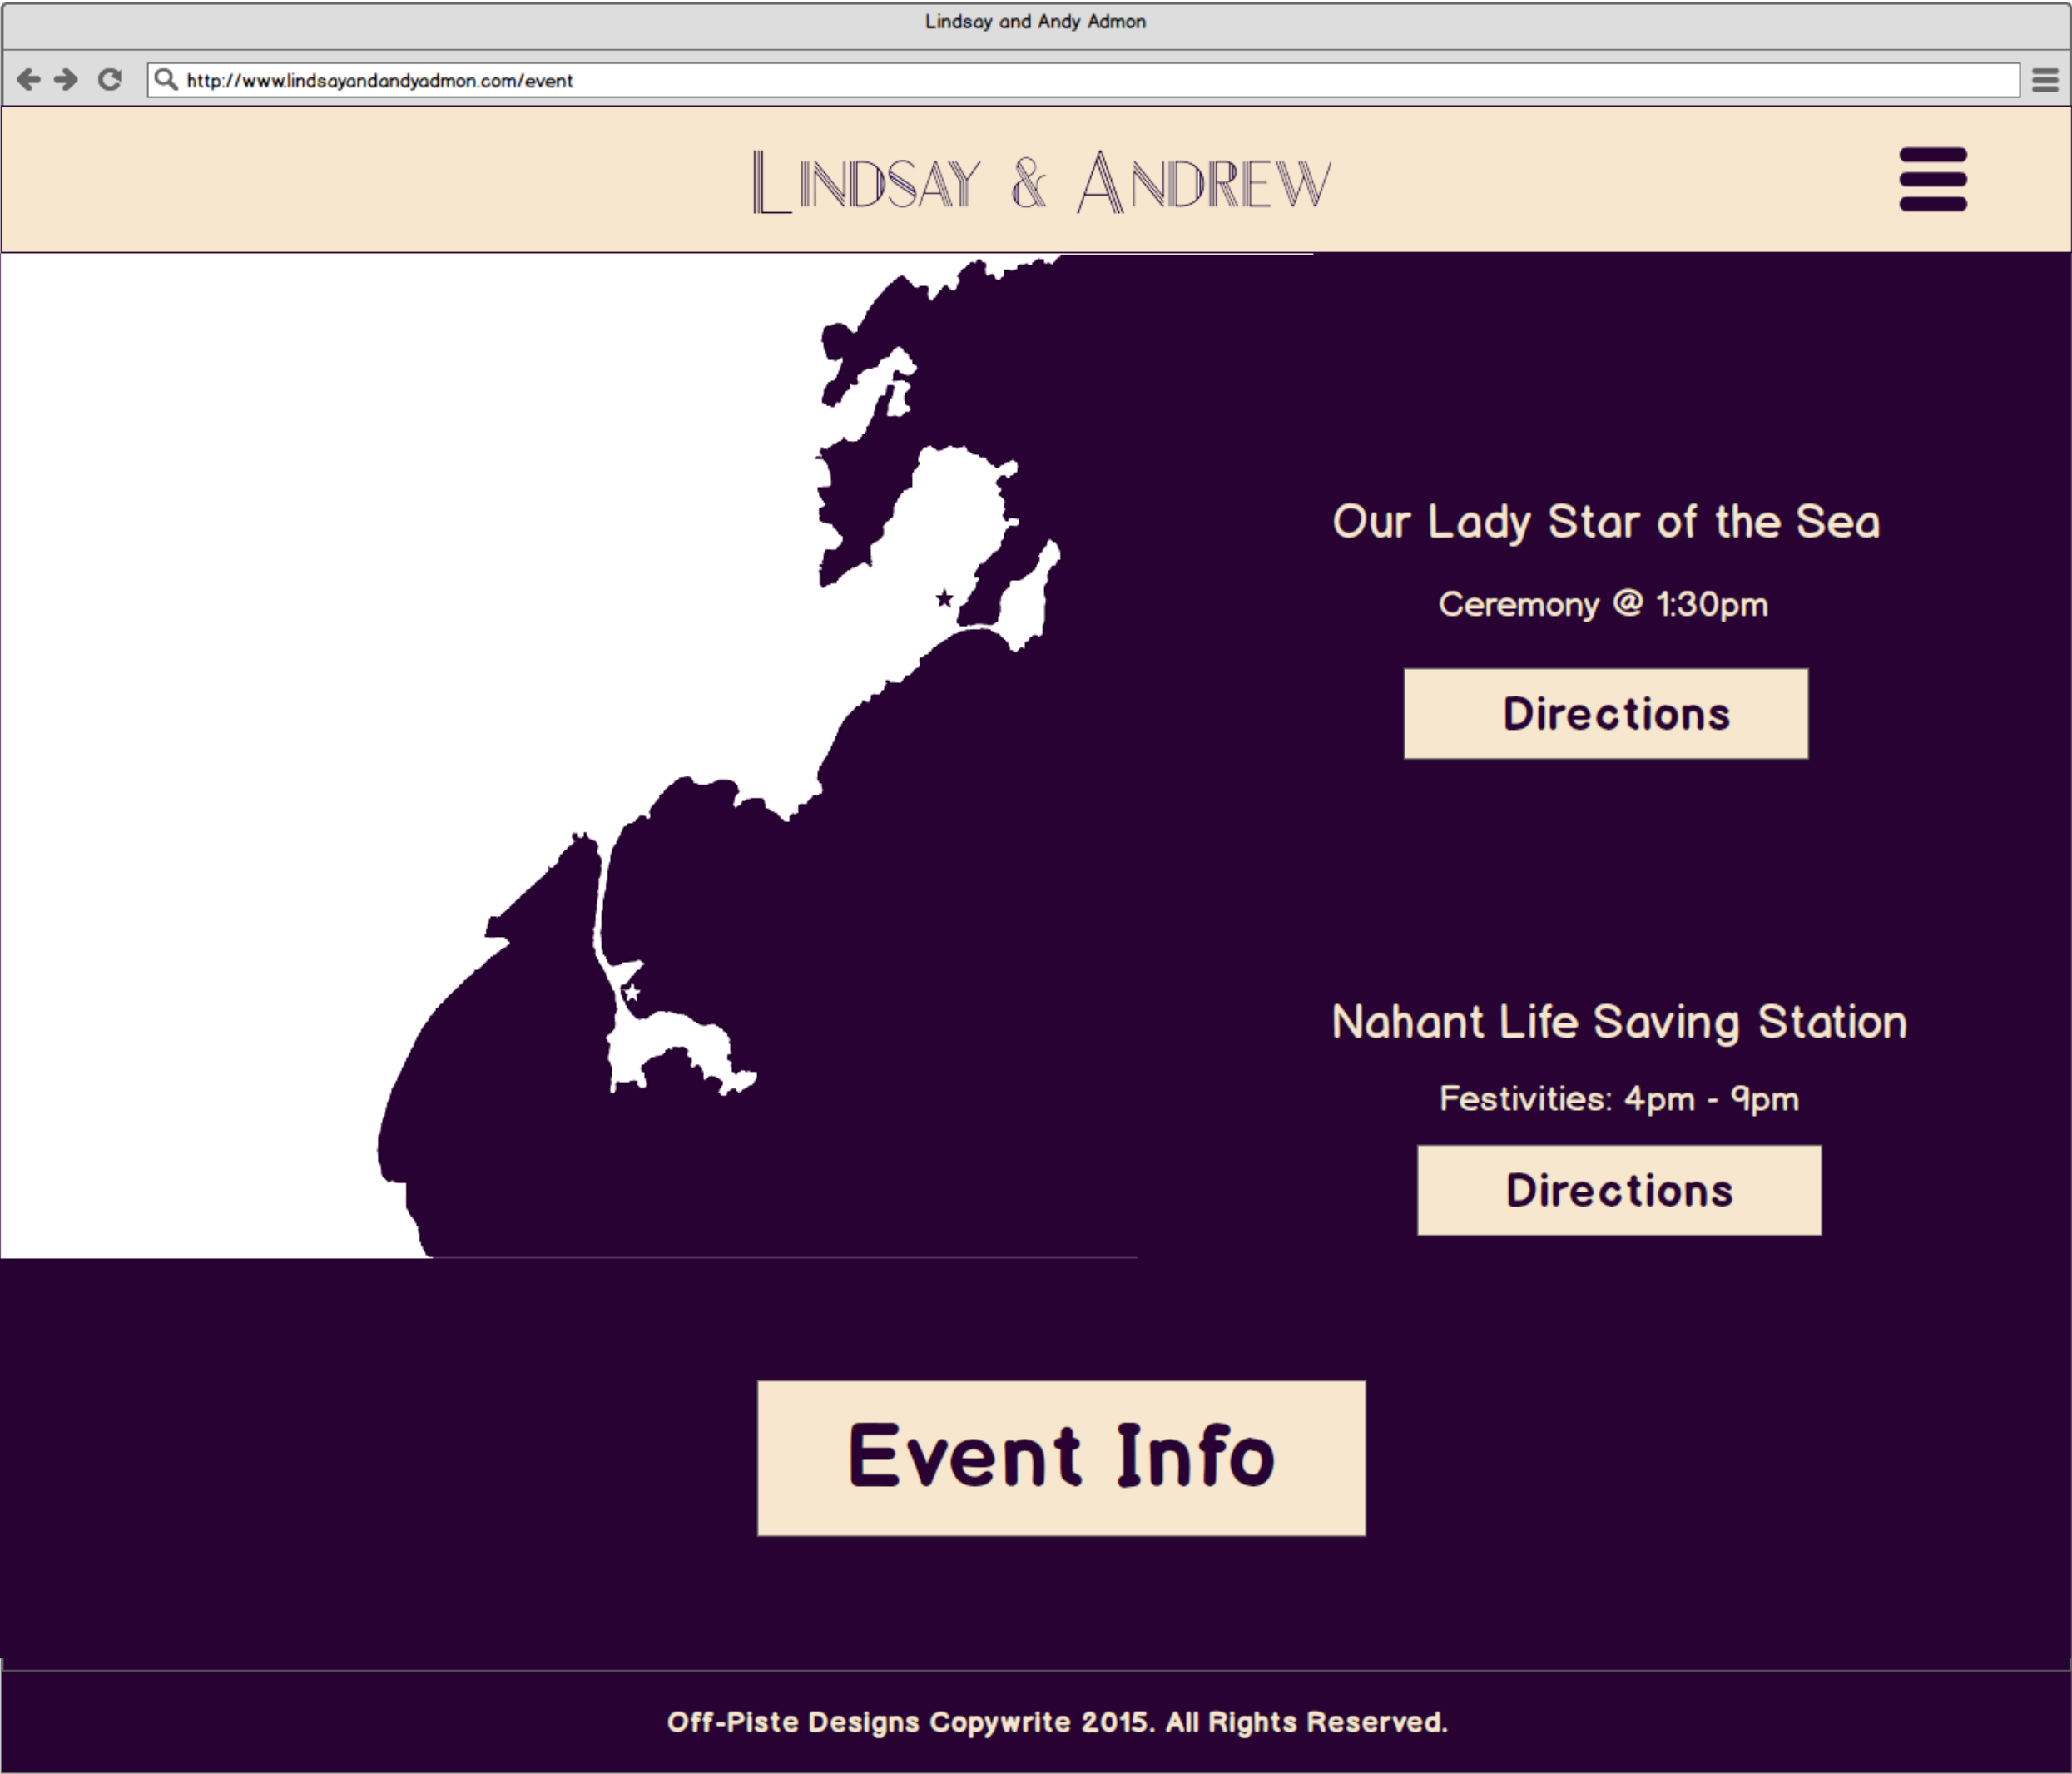 Lindsay and Andy Admon
http://www.lindsayandandyadmon.com/event
LINDSAY & ANDREW
Our Lady Star of the Sea
Ceremony @ 1:30pm
Directions
Nahant Life Saving Station
Festivities: 4pm - 9pm
Directions
Event Info
Off-Piste Designs Copywrite 2015. All Rights Reserved.